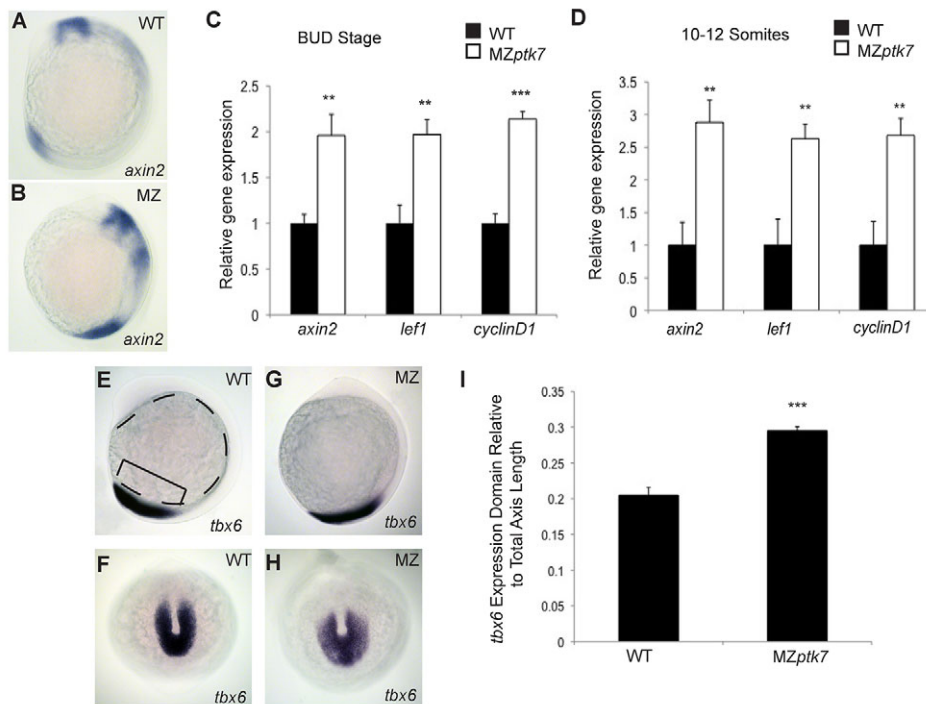 A
WT
axin2
B
MZ
axin2
C
BUD Stage
WT
MZptk7
Relative gene expression
2.5
2
1.5
1
0.5
0
**
**
***
axin2
lef1
cyclinD1
D
10-12 Somites
WT
MZptk7
Relative gene expression
3.5
3
2.5
2
1.5
1
0.5
0
**
**
**
axin2
lef1
cyclinD1
E
WT
tbx6
G
MZ
tbx6
F
WT
tbx6
H
MZ
tbx6
I
tbx6 Expression Domain Relative
to Total Axis Length
0.35
0.3
0.25
0.2
0.15
0.1
0.05
0
***
WT
MZptk7